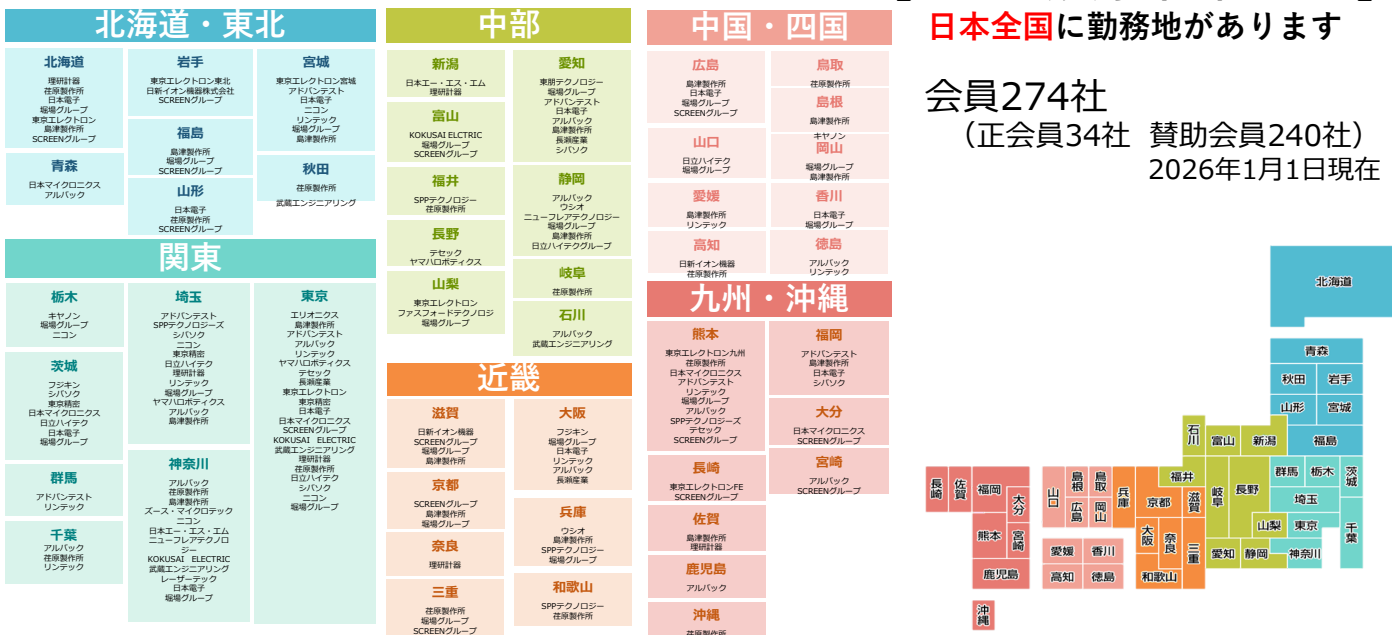 北海道・東北
北海道
理研計器
荏原製作所
日本電子
堀場グループ
東京エレクトロン
島津製作所
SCREENグループ
青森
日本マイクロニクス
アルバック
岩手
東京エレクトロン東北
日新イオン機器株式会社
SCREENグループ
福島
島津製作所
堀場グループ
SCREENグループ
山形
日本電子
荏原製作所
SCREENグループ
宮城
東京エレクトロン宮城
アドバンテスト
日本電子
ニコン
リンテック
堀場グループ
島津製作所
秋田
荏原製作所
武蔵エンジニアリング
関東
栃木
キヤノン
堀場グループ
ニコン
茨城
フジキン
シバソク
東京精密
日本マイクロニクス
日立ハイテク
日本電子
堀場グループ
群馬
アドバンテスト
リンテック
千葉
アルバック
荏原製作所
リンテック
埼玉
アドバンテスト
SPPテクノロジーズ
シバソク
ニコン
東京精密
日立ハイテク
理研計器
リンテック
堀場グループ
ヤマハロボティクス
アルバック
島津製作所
神奈川
アルバック
荏原製作所
島津製作所
ズース・マイクロテック
ニコン
日本エー・エス・エム
ニューフレアテクノロ
ジー
KOKUSAI ELECTRIC
武蔵エンジニアリング
レーザーテック
日本電子
堀場グループ
東京
エリオニクス
島津製作所
アドバンテスト
アルバック
リンテック
ヤマハロボティクス
テセック
長瀬産業
東京エレクトロン
東京精密
日本電子
日本マイクロニクス
SCREENグループ
KOKUSAI ELECTRIC
武蔵エンジニアリング
理研計器
荏原製作所
日立ハイテク
シバソク
ニコン
堀場グループ
中部
新潟
日本エー・エス・エム
理研計器
富山
KOKUSAI ELCTRIC
堀場グループ
SCREENグループ
福井
SPPテクノロジー
荏原製作所
長野
テセック
ヤマハロボティクス
山梨
東京エレクトロン
ファスフォードテクノロジ
堀場グループ
愛知
東朋テクノロジー
堀場グループ
アドバンテスト
日本電子
アルバック
島津製作所
長瀬産業
シバソク
静岡
アルバック
ウシオ
ニューフレアテクノロジー
堀場グループ
島津製作所
日立ハイテクグループ
岐阜
荏原製作所
石川
アルバック
武蔵エンジニアリング
近畿
滋賀
日新イオン機器
SCREENグループ
堀場グループ
島津製作所
京都
SCREENグループ
島津製作所
堀場グループ
奈良
理研計器
三重
荏原製作所
堀場グループ
SCREENグループ
大阪
フジキン
堀場グループ
日本電子
リンテック
アルバック
長瀬産業
兵庫
ウシオ
島津製作所
SPPテクノロジー
堀場グループ
和歌山
SPPテクノロジー
荏原製作所
中国・四国
広島
島津製作所
日本電子
堀場グループ
SCREENグループ
山口
日立ハイテク
堀場グループ
愛媛
島津製作所
リンテック
高知
日新イオン機器
荏原製作所
鳥取
荏原製作所
島根
島津製作所
キヤノン
岡山
堀場グループ
島津製作所
香川
日本電子
堀場グループ
徳島
アルバック
リンテック
九州・沖縄
熊本
東京エレクトロン九州
荏原製作所
日本マイクロニクス
アドバンテスト
リンテック
堀場グループ
アルバック
SPPテクノロジーズ
テセック
SCREENグループ
長崎
東京エレクトロンFE
SCREENグループ
佐賀
島津製作所
理研計器
鹿児島
アルバック
沖縄
荏原製作所
福岡
アドバンテスト
島津製作所
日本電子
シバソク
大分
日本マイクロニクス
SCREENグループ
宮崎
アルバック
SCREENグループ
日本全国に勤務地があります
会員274社
（正会員34社 賛助会員240社）
2026年1月1日現在
北海道
青森
秋田 岩手
山形 宮城
石川 富山 新潟 福島
福井 群馬 栃木 茨城
長崎 佐賀 福岡 大分 山口 島根 鳥取 兵庫 京都 滋賀 岐阜 長野 埼玉
広島 岡山
熊本 宮崎 大阪 奈良 三重 山梨 東京 千葉
愛媛 香川 愛知 静岡 神奈川
鹿児島 高知 徳島 和歌山
沖縄